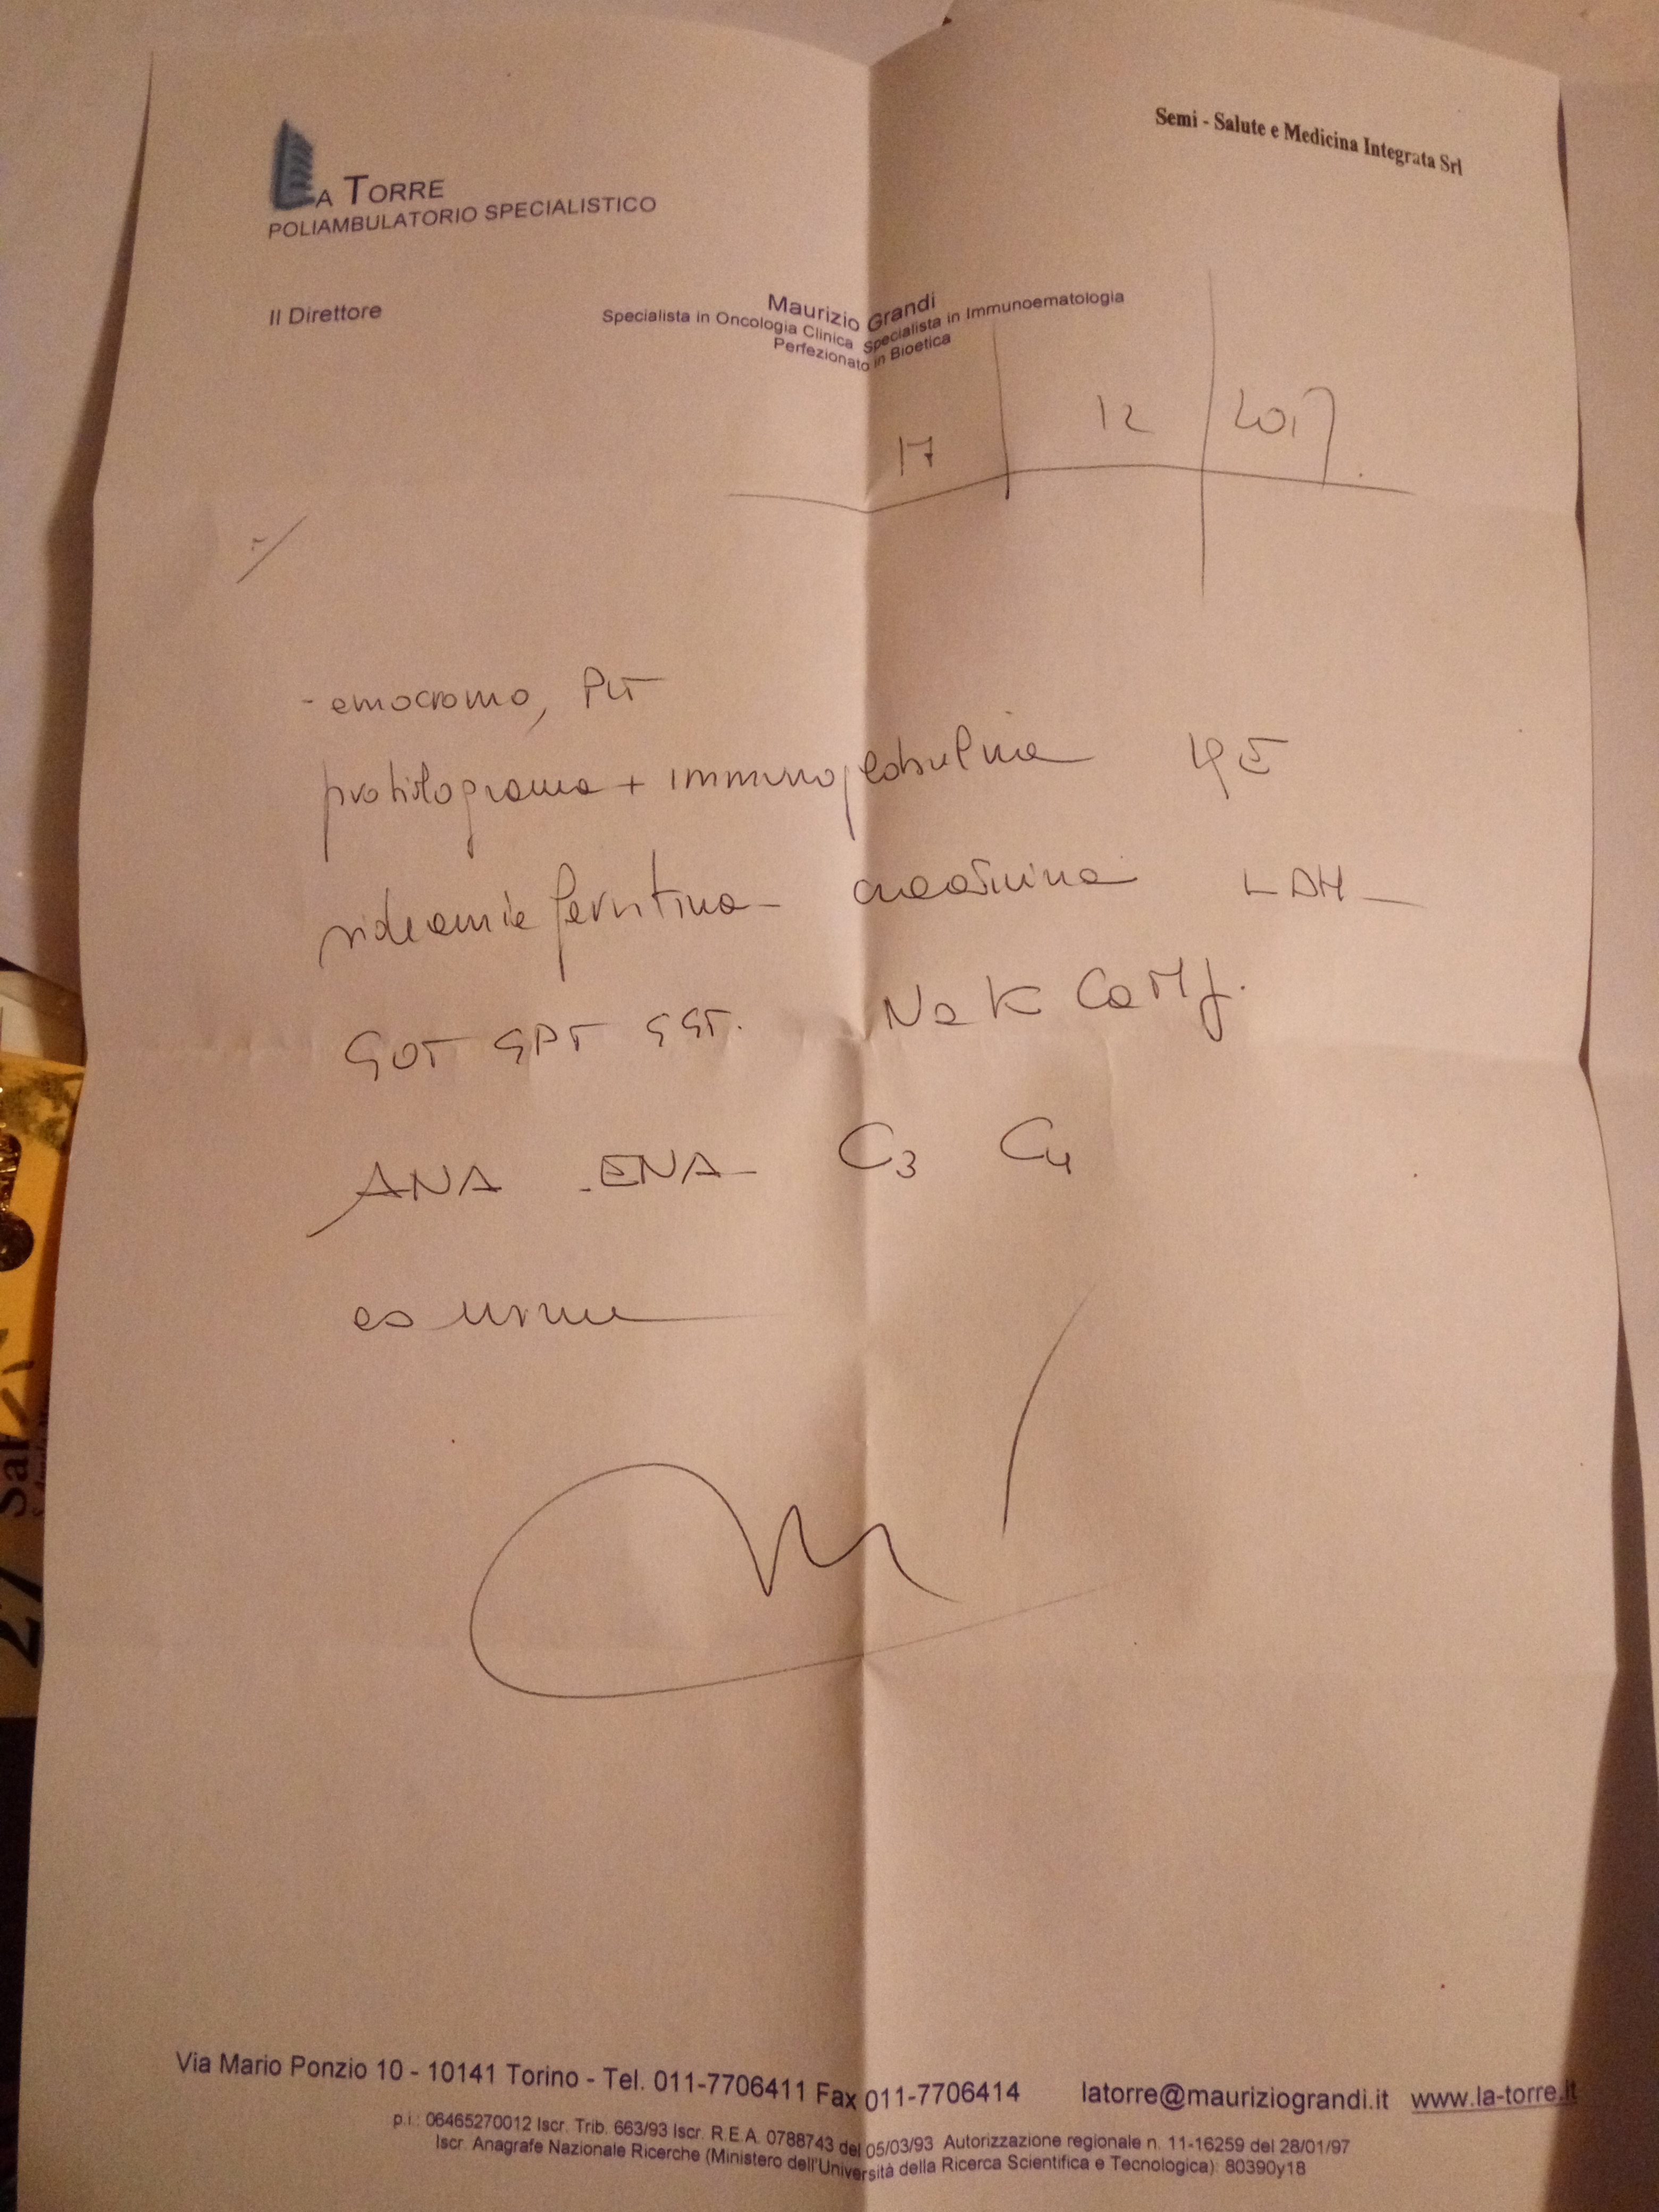 LA TORRE
POLIAMBULATORIO SPECIALISTICO
Semi - Salute e Medicina Integrata Srl
Il Direttore
Maurizio Grandi
Specialista in Oncologia Clinica Specialista in Immunoematologia
Perfezionato in Bioetica
17 12 2017
- emocromo, PLT
protidogramma + immunoglobuline IgE
sideremia ferritina - creatinina LDH -
GOT GPT GGT. Na K Ca Mg.
ANA - ENA - C3 C4
es urine
Via Mario Ponzio 10 - 10141 Torino - Tel. 011-7706411 Fax 011-7706414 latorre@mauriziograndi.it www.la-torre.it
p.i.: 06465270012 Iscr. Trib. 663/93 Iscr. R.E.A. 0788743 del 05/03/93 Autorizzazione regionale n. 11-16259 del 28/01/97
Iscr. Anagrafe Nazionale Ricerche (Ministero dell'Università della Ricerca Scientifica e Tecnologica): 80390y18